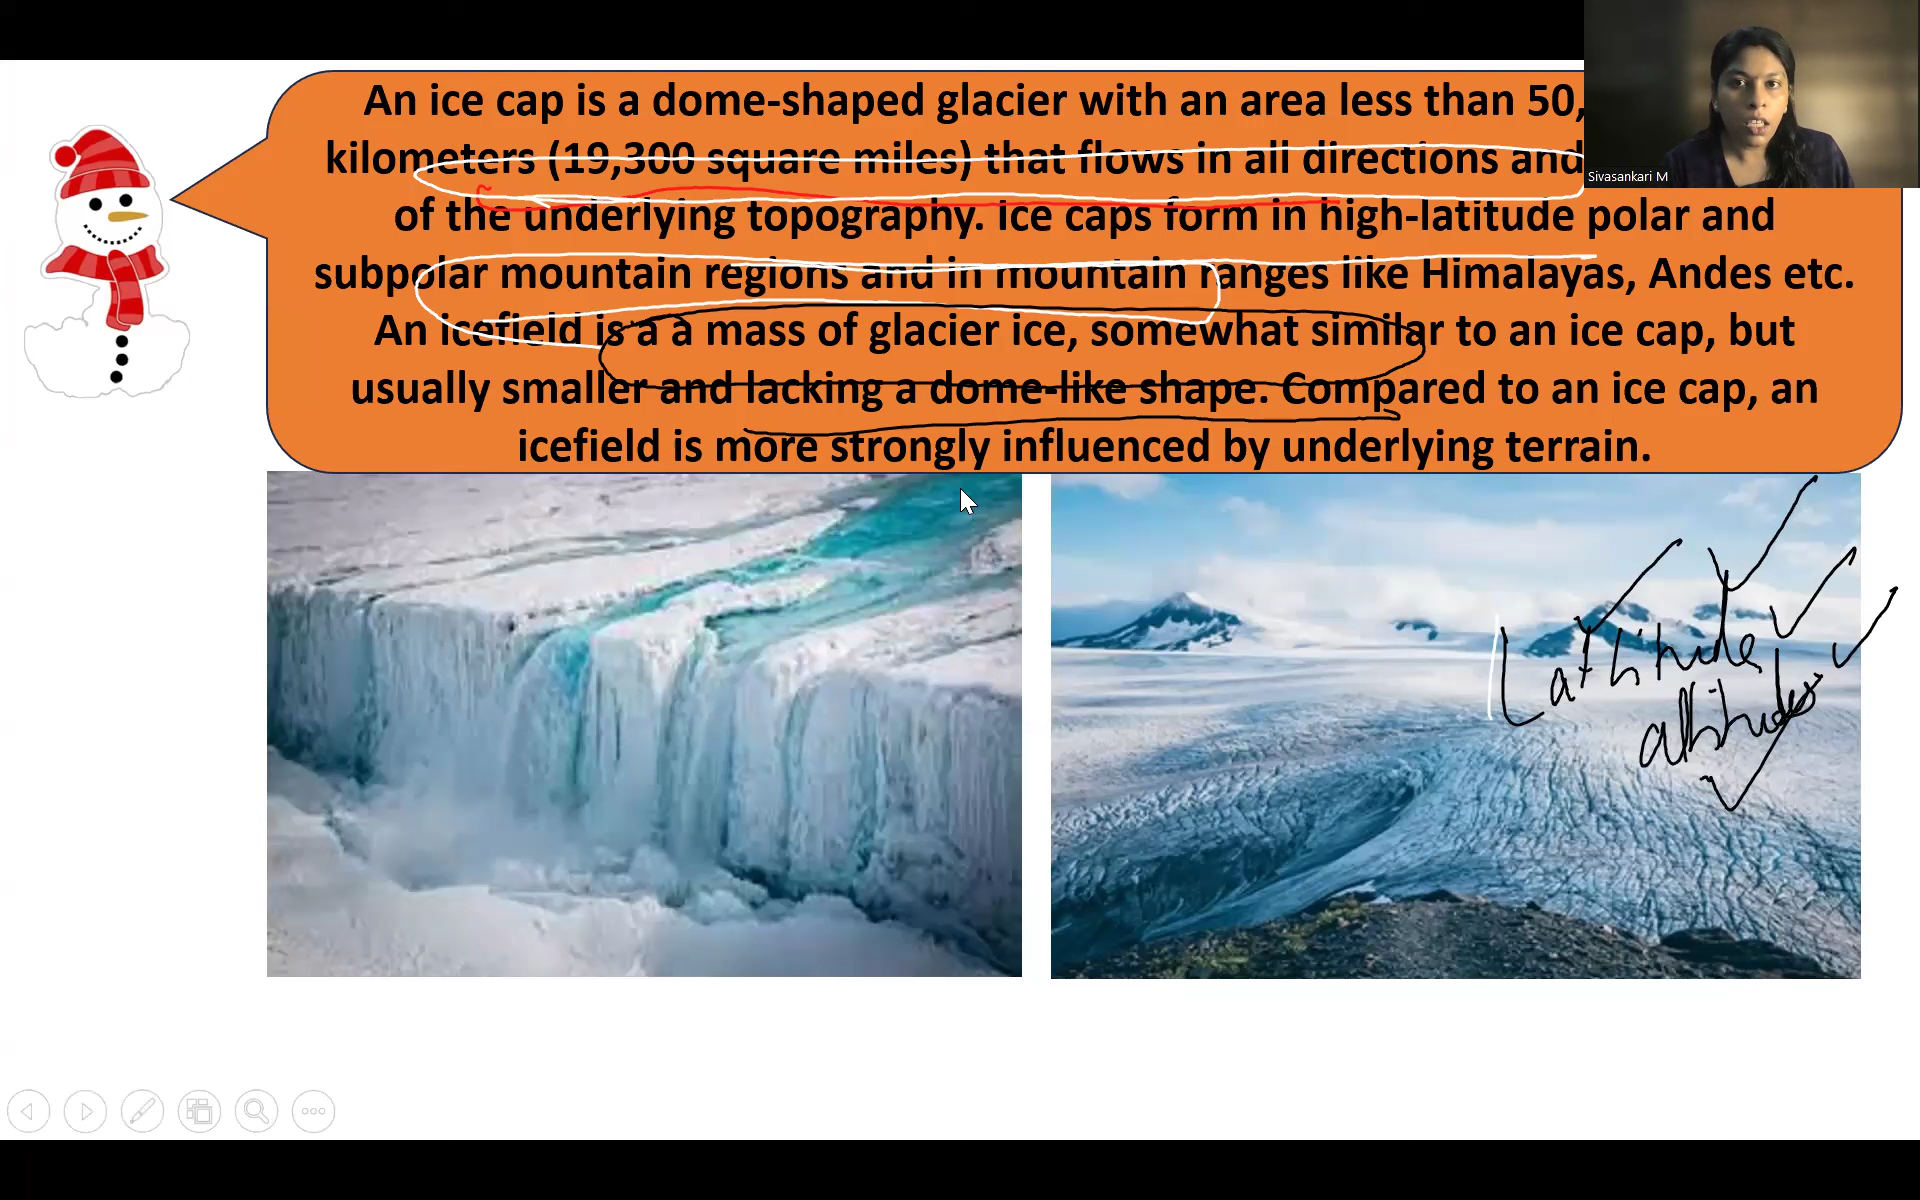 An ice cap is a dome-shaped glacier with an area less than 50,
kilometers (19,300 square miles) that flows in all directions and
of the underlying topography. Ice caps form in high-latitude polar and
subpolar mountain regions and in mountain ranges like Himalayas, Andes etc.
An icefield is a a mass of glacier ice, somewhat similar to an ice cap, but
usually smaller and lacking a dome-like shape. Compared to an ice cap, an
icefield is more strongly influenced by underlying terrain.
Sivasankari M